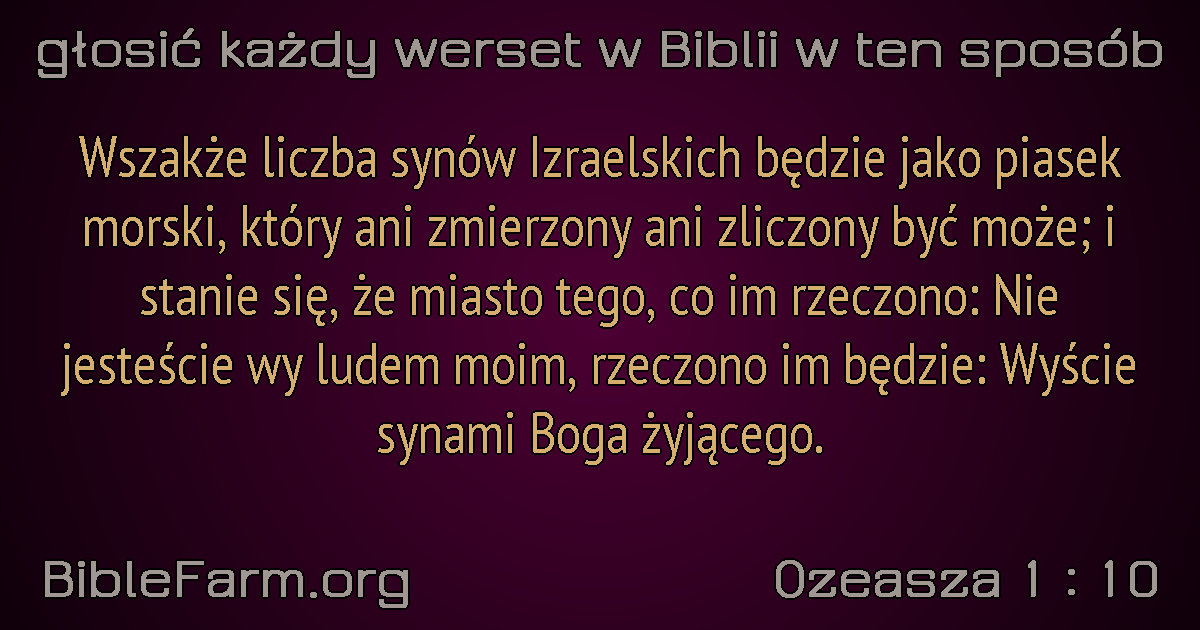 głosić każdy werset w Biblii w ten sposób
Wszakże liczba synów Izraelskich będzie jako piasek
morski, który ani zmierzony ani zliczony być może; i
stanie się, że miasto tego, co im rzeczono: Nie
jesteście wy ludem moim, rzeczono im będzie: Wyście
synami Boga żyjącego.
BibleFarm.org
Ozeasza 1 : 10